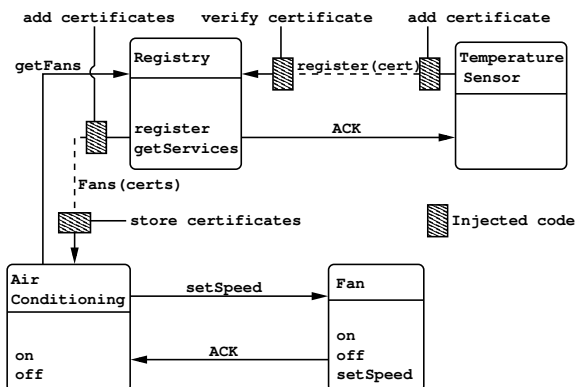 add certificates
verify certificate
add certificate
getFans
Registry
register(cert)
Temperature
Sensor
register
getServices
ACK
Fans(certs)
store certificates
Injected code
Air
Conditioning
setSpeed
Fan
on
off
ACK
on
off
setSpeed